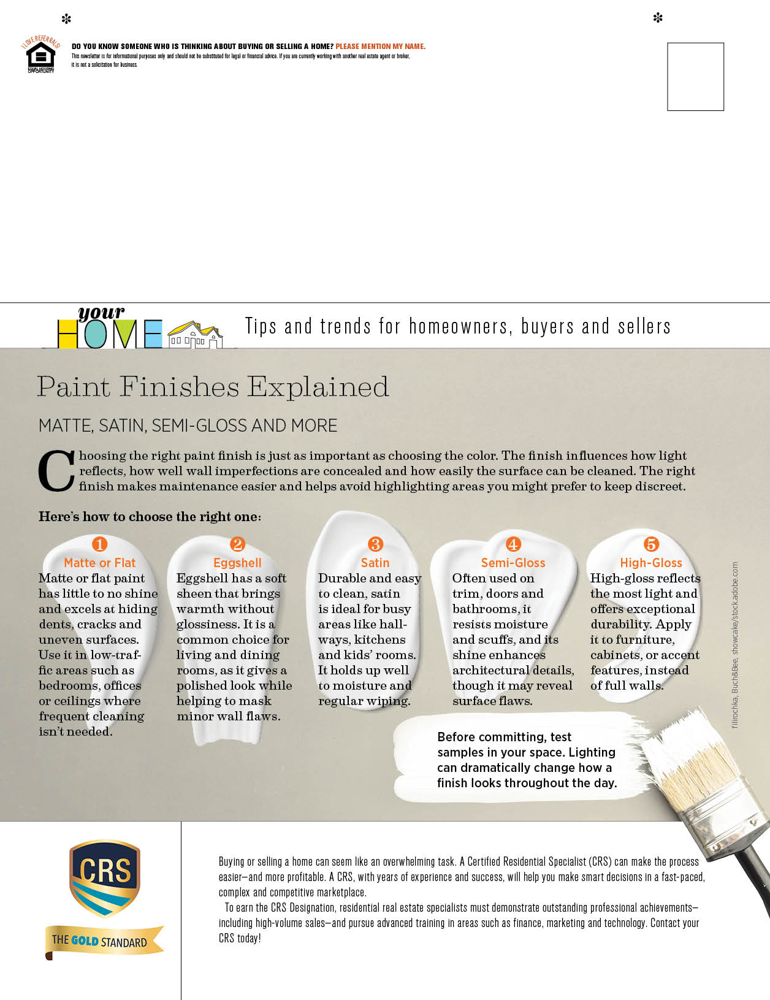 ✽ ✽
I LOVE REFERRALS!
EQUAL HOUSING
OPPORTUNITY
DO YOU KNOW SOMEONE WHO IS THINKING ABOUT BUYING OR SELLING A HOME? PLEASE MENTION MY NAME.
This newsletter is for informational purposes only and should not be substituted for legal or financial advice. If you are currently working with another real estate agent or broker,
it is not a solicitation for business.
your
HOME
Tips and trends for homeowners, buyers and sellers
Paint Finishes Explained
MATTE, SATIN, SEMI-GLOSS AND MORE
Choosing the right paint finish is just as important as choosing the color. The finish influences how light
reflects, how well wall imperfections are concealed and how easily the surface can be cleaned. The right
finish makes maintenance easier and helps avoid highlighting areas you might prefer to keep discreet.
Here’s how to choose the right one:
1
Matte or Flat
Matte or flat paint
has little to no shine
and excels at hiding
dents, cracks and
uneven surfaces.
Use it in low-traf-
fic areas such as
bedrooms, offices
or ceilings where
frequent cleaning
isn’t needed.
2
Eggshell
Eggshell has a soft
sheen that brings
warmth without
glossiness. It is a
common choice for
living and dining
rooms, as it gives a
polished look while
helping to mask
minor wall flaws.
3
Satin
Durable and easy
to clean, satin
is ideal for busy
areas like hall-
ways, kitchens
and kids’ rooms.
It holds up well
to moisture and
regular wiping.
4
Semi-Gloss
Often used on
trim, doors and
bathrooms, it
resists moisture
and scuffs, and its
shine enhances
architectural details,
though it may reveal
surface flaws.
5
High-Gloss
High-gloss reflects
the most light and
offers exceptional
durability. Apply
it to furniture,
cabinets, or accent
features, instead
of full walls.
Before committing, test
samples in your space. Lighting
can dramatically change how a
finish looks throughout the day.
filirochka, Buch&Bee, showcake/stock.adobe.com
CRS
THE GOLD STANDARD
Buying or selling a home can seem like an overwhelming task. A Certified Residential Specialist (CRS) can make the process
easier—and more profitable. A CRS, with years of experience and success, will help you make smart decisions in a fast-paced,
complex and competitive marketplace.
To earn the CRS Designation, residential real estate specialists must demonstrate outstanding professional achievements—
including high-volume sales—and pursue advanced training in areas such as finance, marketing and technology. Contact your
CRS today!